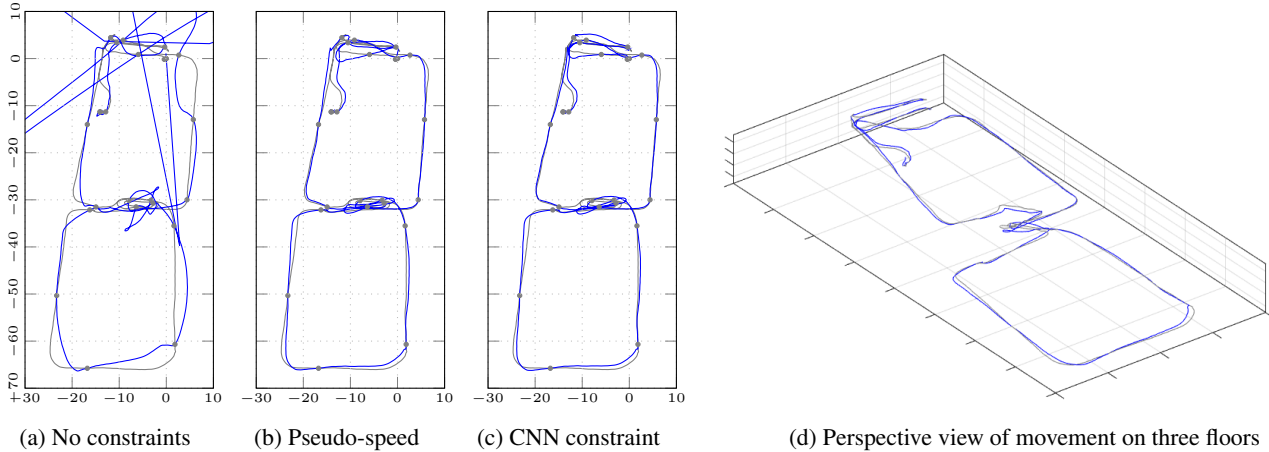 10
0
−10
−20
−30
−40
−50
−60
−70
+30 −20 −10 0 10
−30 −20 −10 0 10
−30 −20 −10 0 10
(a) No constraints
(b) Pseudo-speed
(c) CNN constraint
(d) Perspective view of movement on three floors